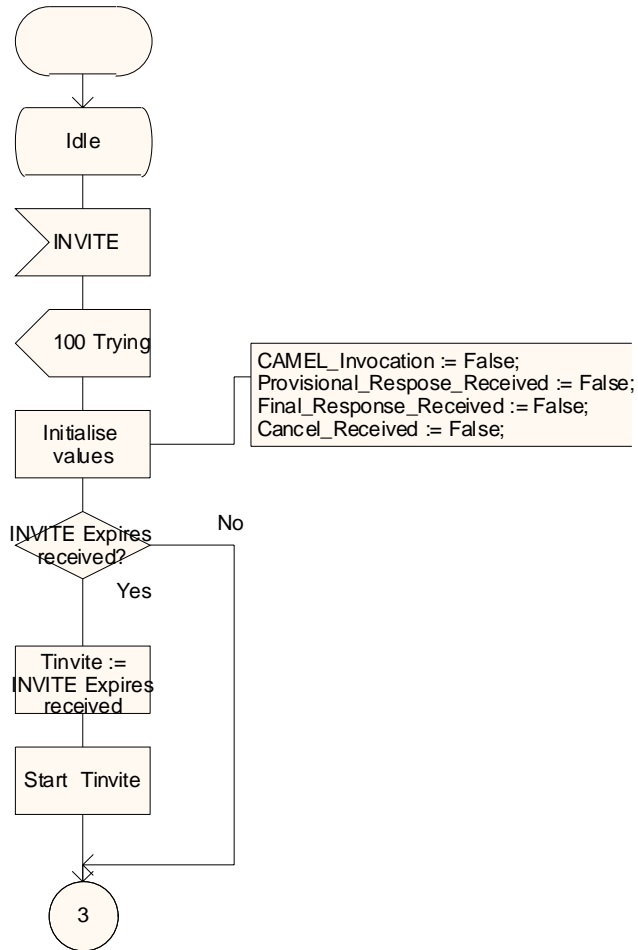 Idle
INVITE
100 Trying
CAMEL_Invocation := False;
Provisional_Respose_Received := False;
Final_Response_Received := False;
Cancel_Received := False;
Initialise
values
No
INVITE Expires
received?
Yes
Tinvite :=
INVITE Expires
received
Start Tinvite
3